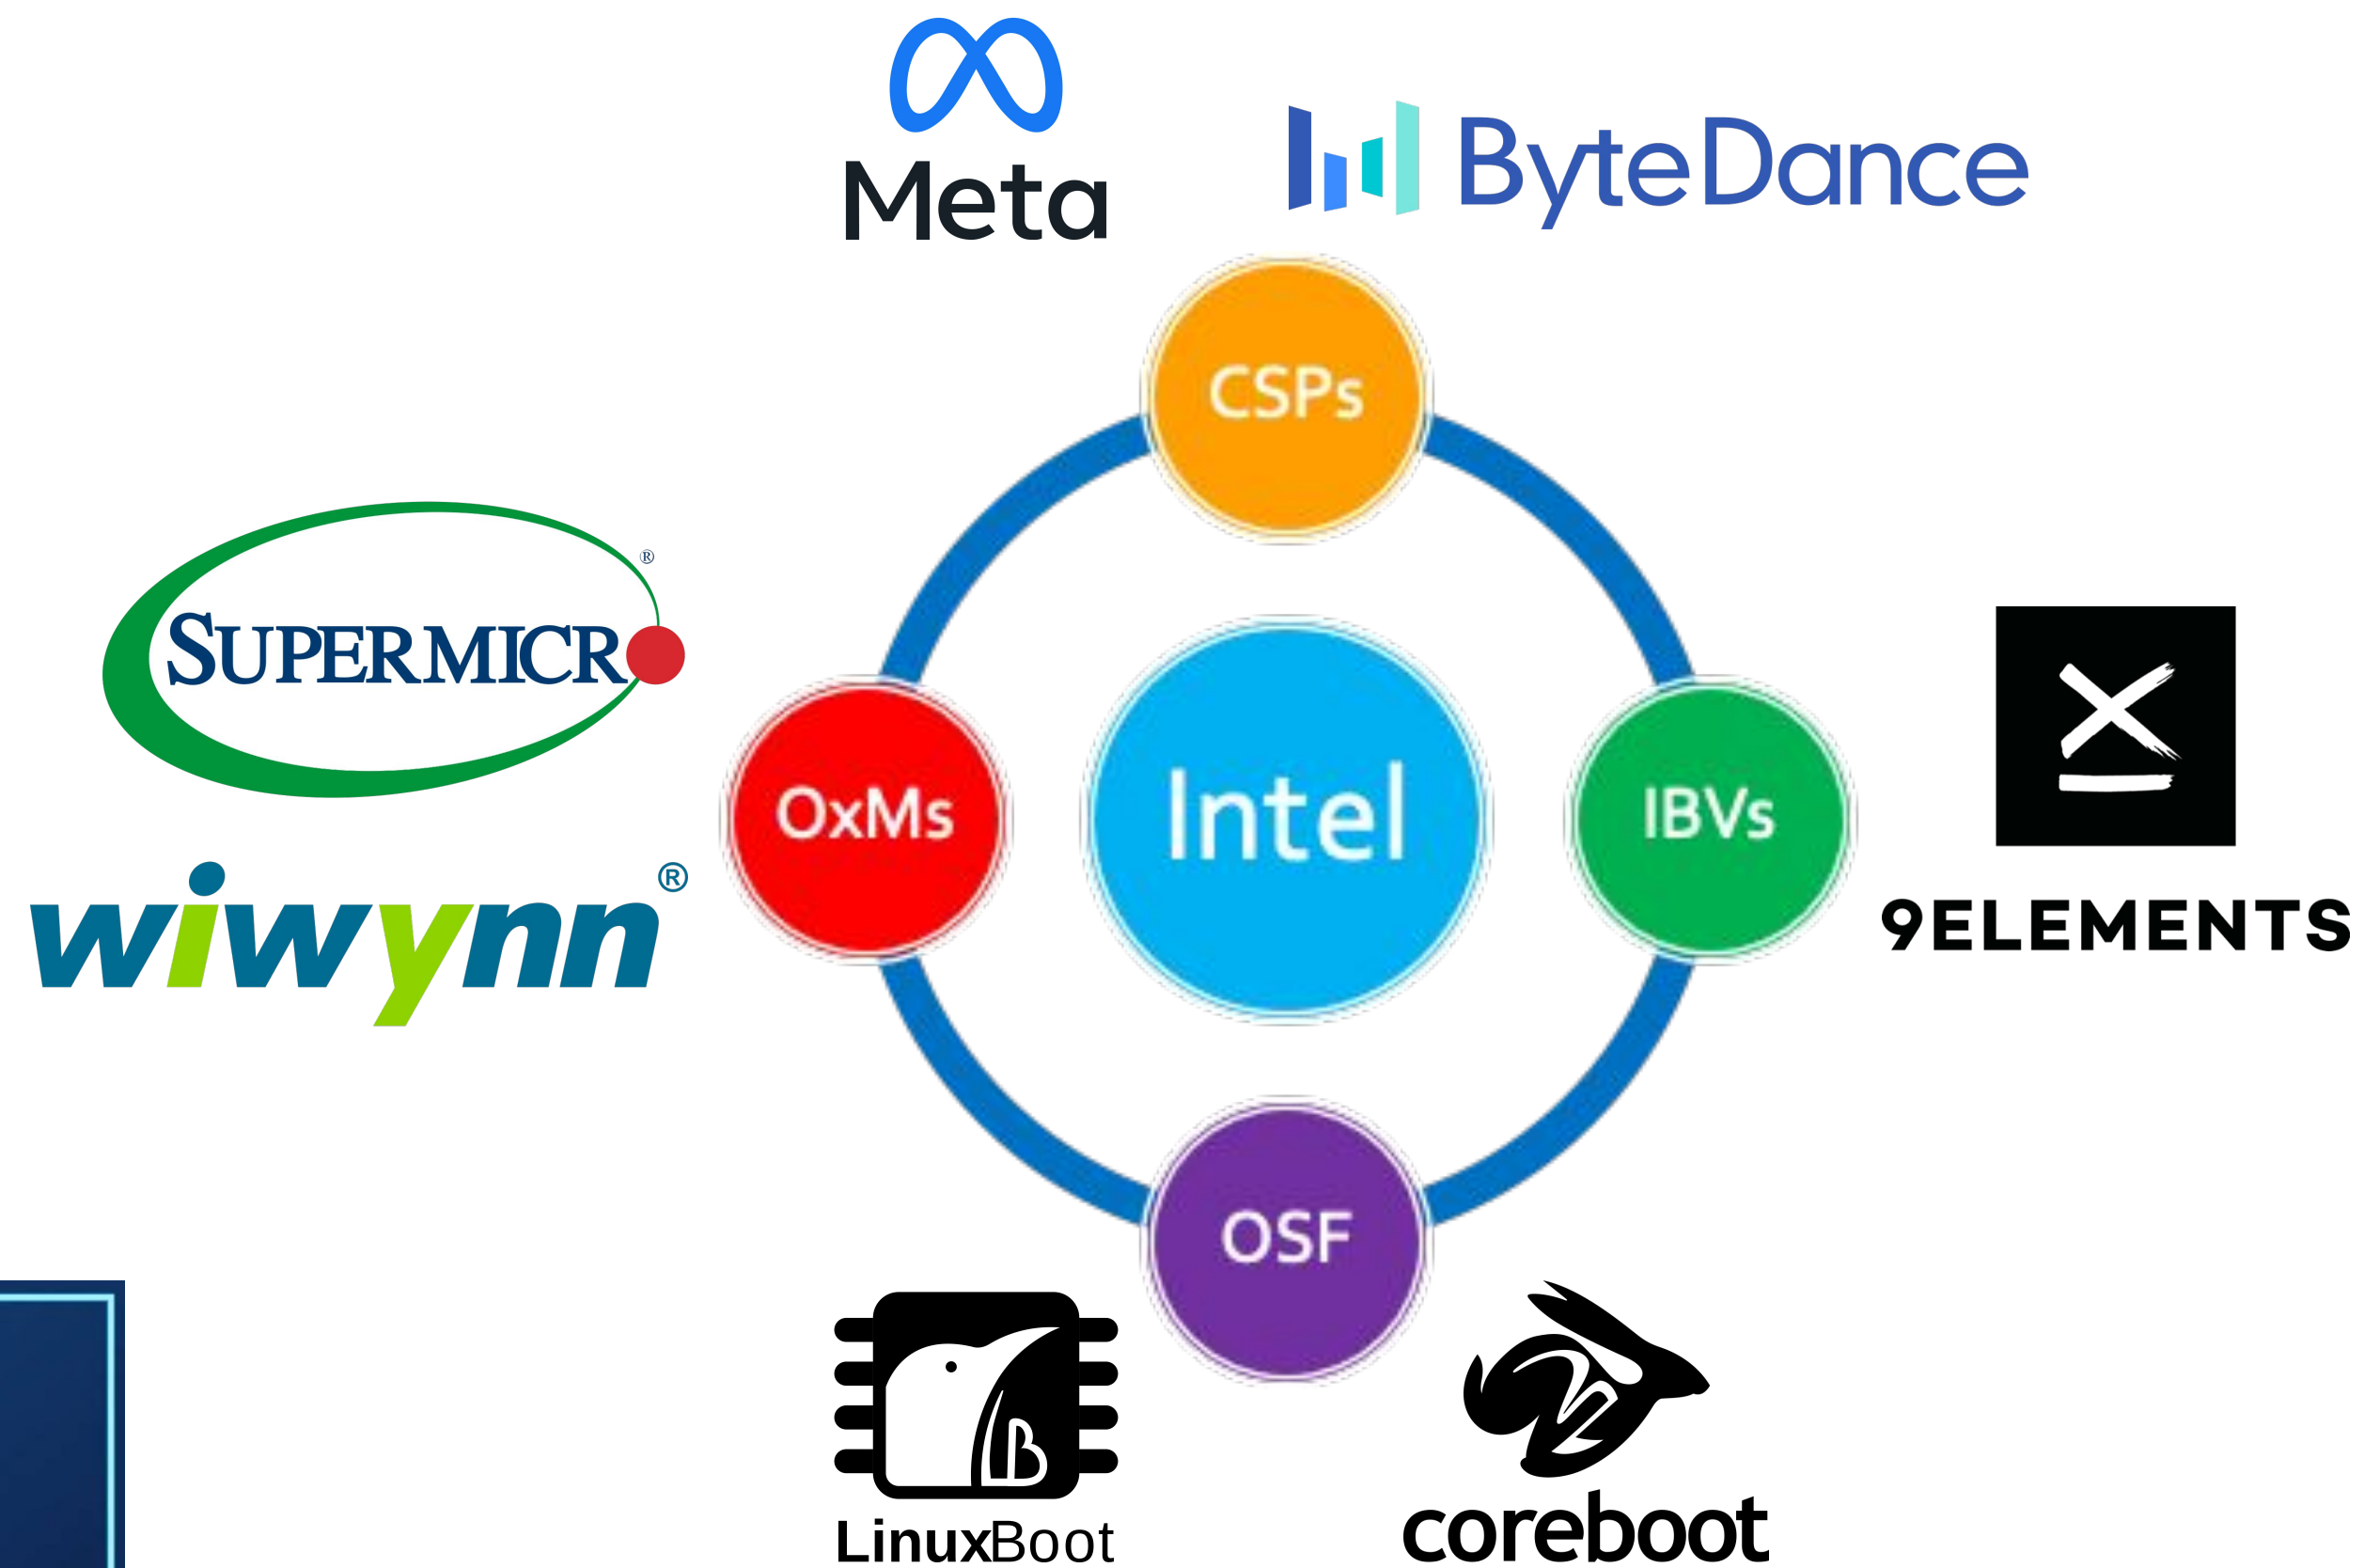 Meta
ByteDance
CSPs
SUPERMICR
®
OxMs
Intel
IBVs
wiwynn®
9ELEMENTS
OSF
B
LinuxBoot
coreboot